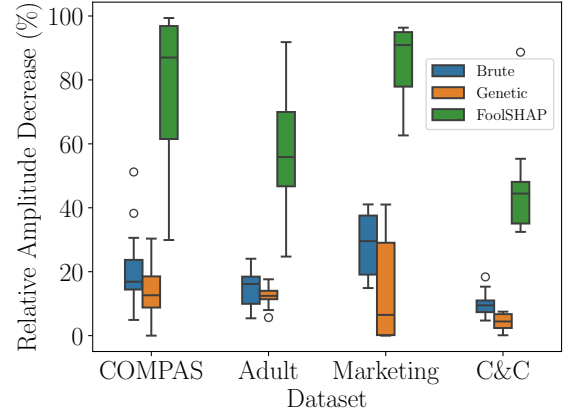 Relative Amplitude Decrease (%)
100
80
60
40
20
0
Brute
Genetic
FoolSHAP
COMPAS Adult Marketing C&C
Dataset